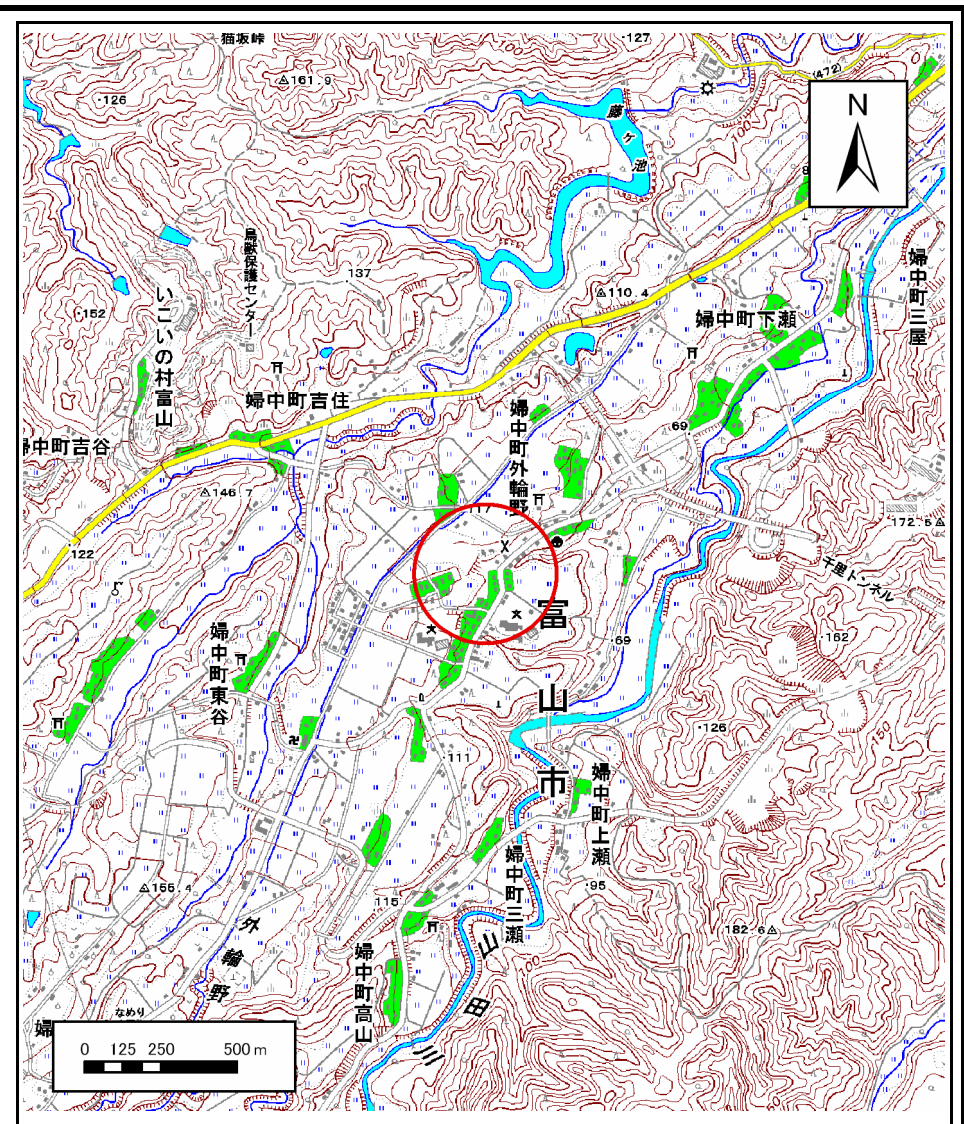 猫坂峠
・127
(472)
△161.9
・126
藤ヶ池
N
鳥獣保護センター
・137
婦中町三屋
いこいの村富山
・152
△110.4
婦中町下瀬
婦中町吉住
婦中町外輪野
69
婦中町吉谷
△146.7
117
172.5△
122
千里トンネル
富山市
・162
・69
婦中町東谷
・126
150
・111
婦中町上瀬
婦中町三瀬
△155.4
115
・95
182.6△
外輪野
山田川
婦中町高山
なめり
婦
0 125 250 500m